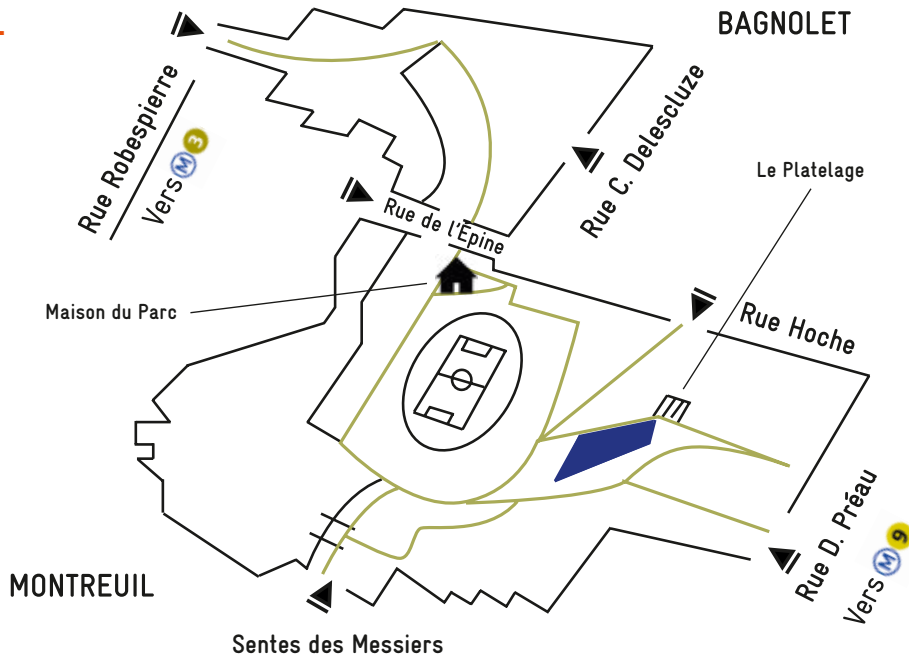 BAGNOLET
Rue Robespierre
Vers M 3
Rue C. Delescluze
Le Platelage
Rue de l'Épine
Maison du Parc
Rue Hoche
Rue D. Préau
Vers M 9
MONTREUIL
Sentes des Messiers